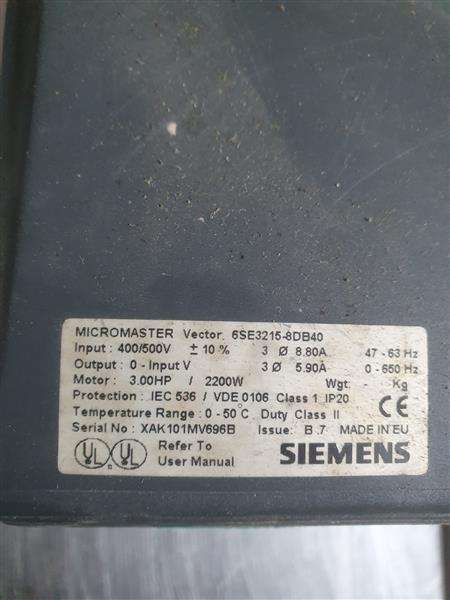 MICROMASTER Vector 6SE3215-8DB40
Input : 400/500V ± 10 % 3 Ø 8.80A 47 - 63 Hz
Output : 0 - Input V 3 Ø 5.90A 0 - 650 Hz
Motor : 3.00HP / 2200W Wgt: - Kg
Protection : IEC 536 / VDE 0106 Class 1 IP20
Temperature Range : 0 - 50°C Duty Class II
CE
Serial No : XAK101MV696B Issue: B.7 MADE IN EU
UL UL Refer To User Manual SIEMENS